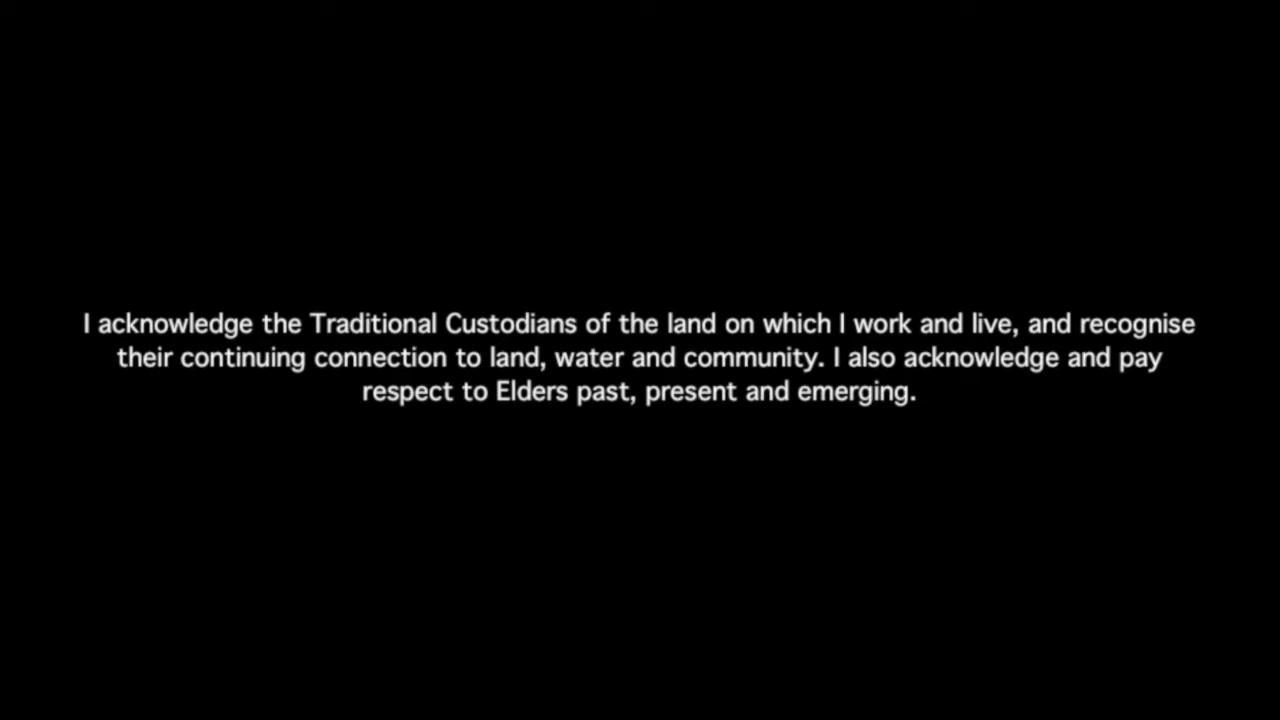 I acknowledge the Traditional Custodians of the land on which I work and live, and recognise
their continuing connection to land, water and community. I also acknowledge and pay
respect to Elders past, present and emerging.